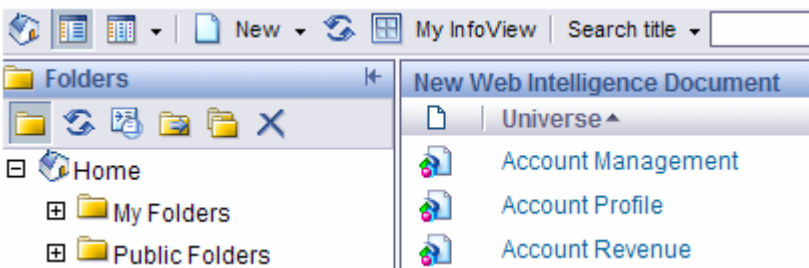 New My InfoView Search title
Folders
Home
My Folders
Public Folders
New Web Intelligence Document
Universe
Account Management
Account Profile
Account Revenue